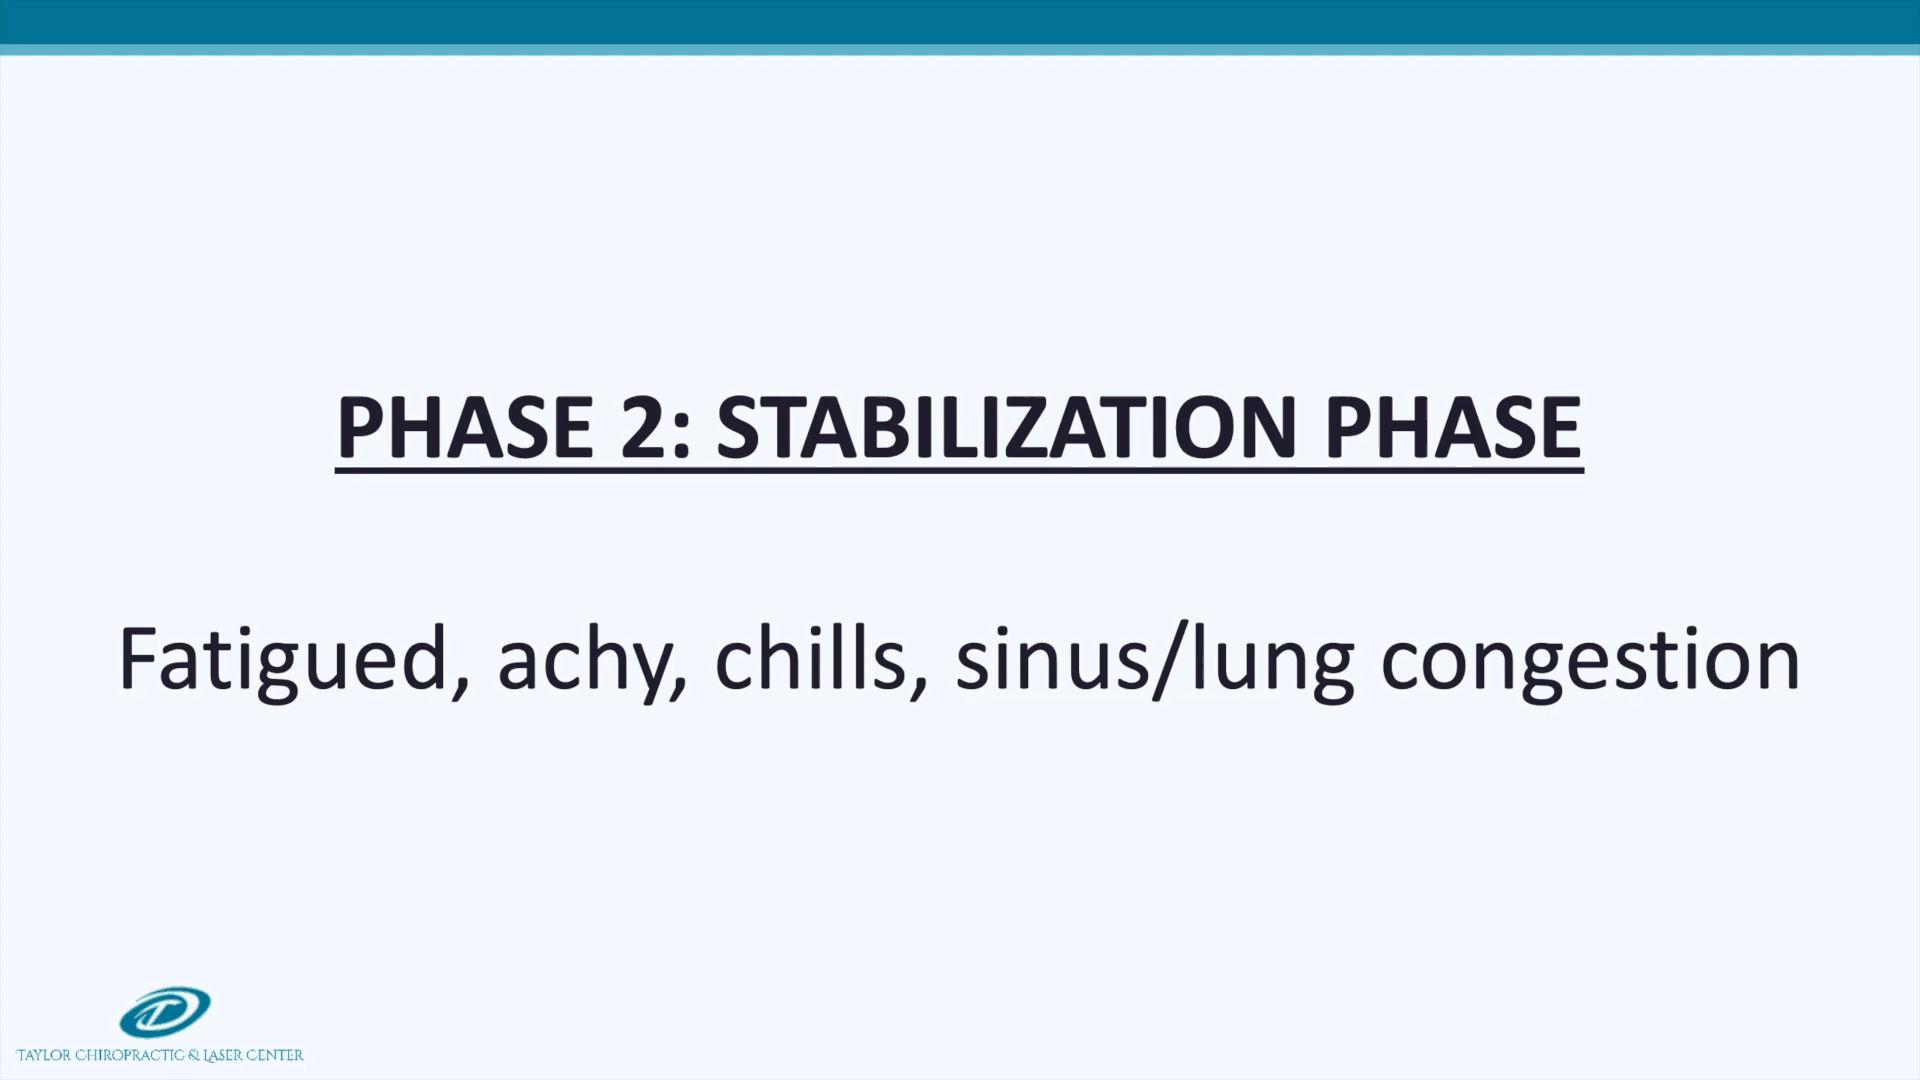 PHASE 2: STABILIZATION PHASE
Fatigued, achy, chills, sinus/lung congestion
TAYLOR CHIROPRACTIC & LASER CENTER